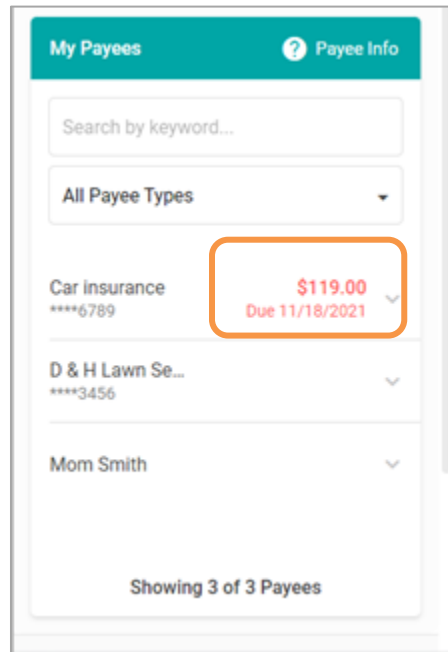 My Payees
? Payee Info
Search by keyword...
All Payee Types
Car insurance $119.00
****6789 Due 11/18/2021
D & H Lawn Se...
****3456
Mom Smith
Showing 3 of 3 Payees